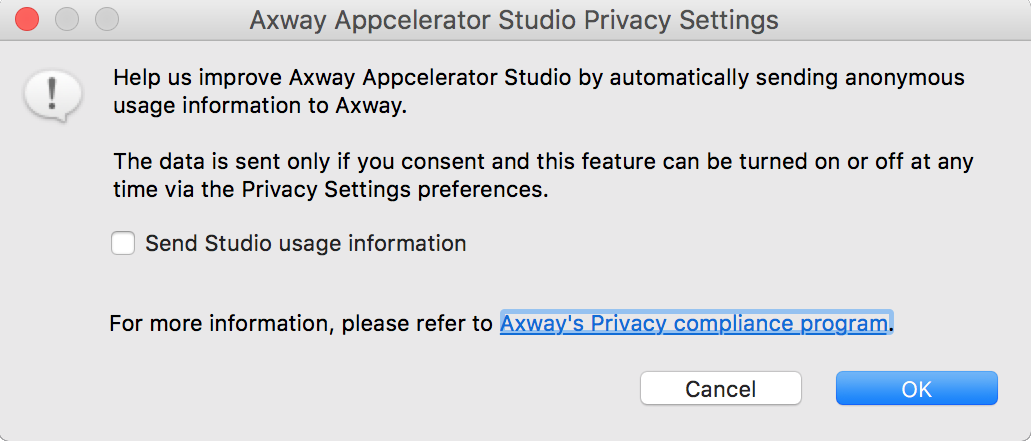 Axway Appcelerator Studio Privacy Settings
Help us improve Axway Appcelerator Studio by automatically sending anonymous
usage information to Axway.
The data is sent only if you consent and this feature can be turned on or off at any
time via the Privacy Settings preferences.
Send Studio usage information
For more information, please refer to Axway's Privacy compliance program.
Cancel
OK